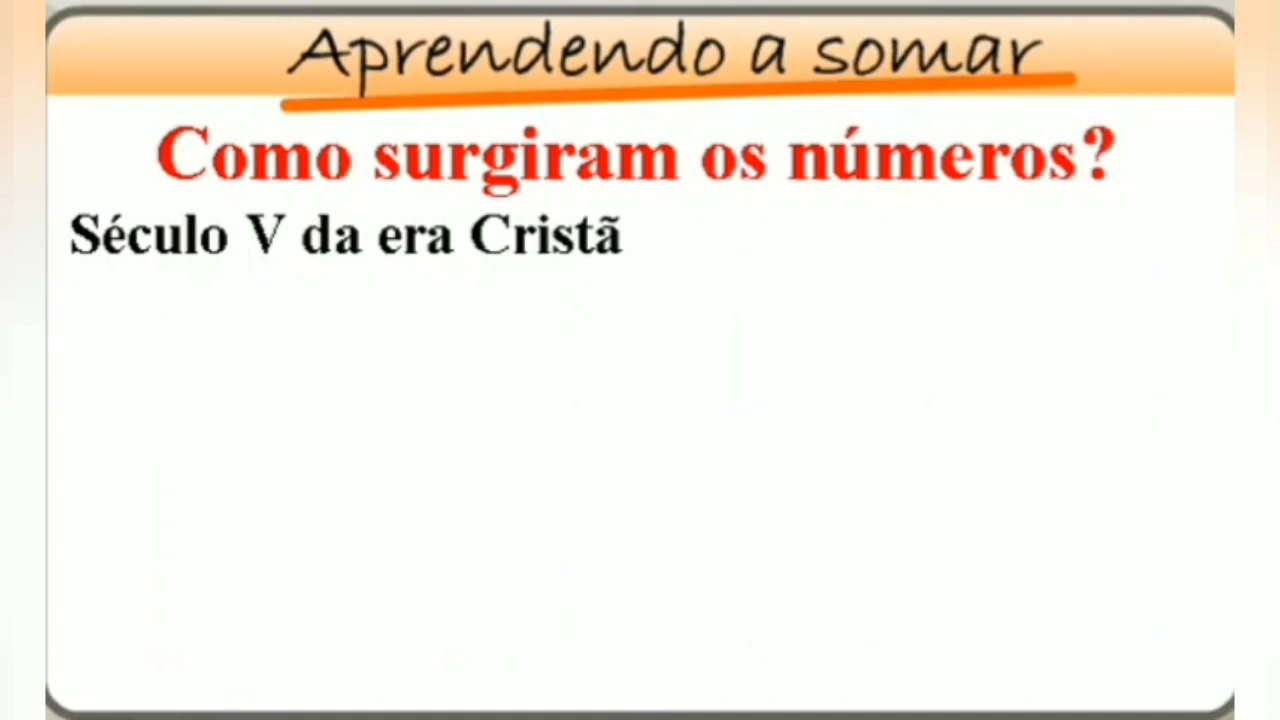 Aprendendo a somar
Como surgiram os números?
Século V da era Cristã